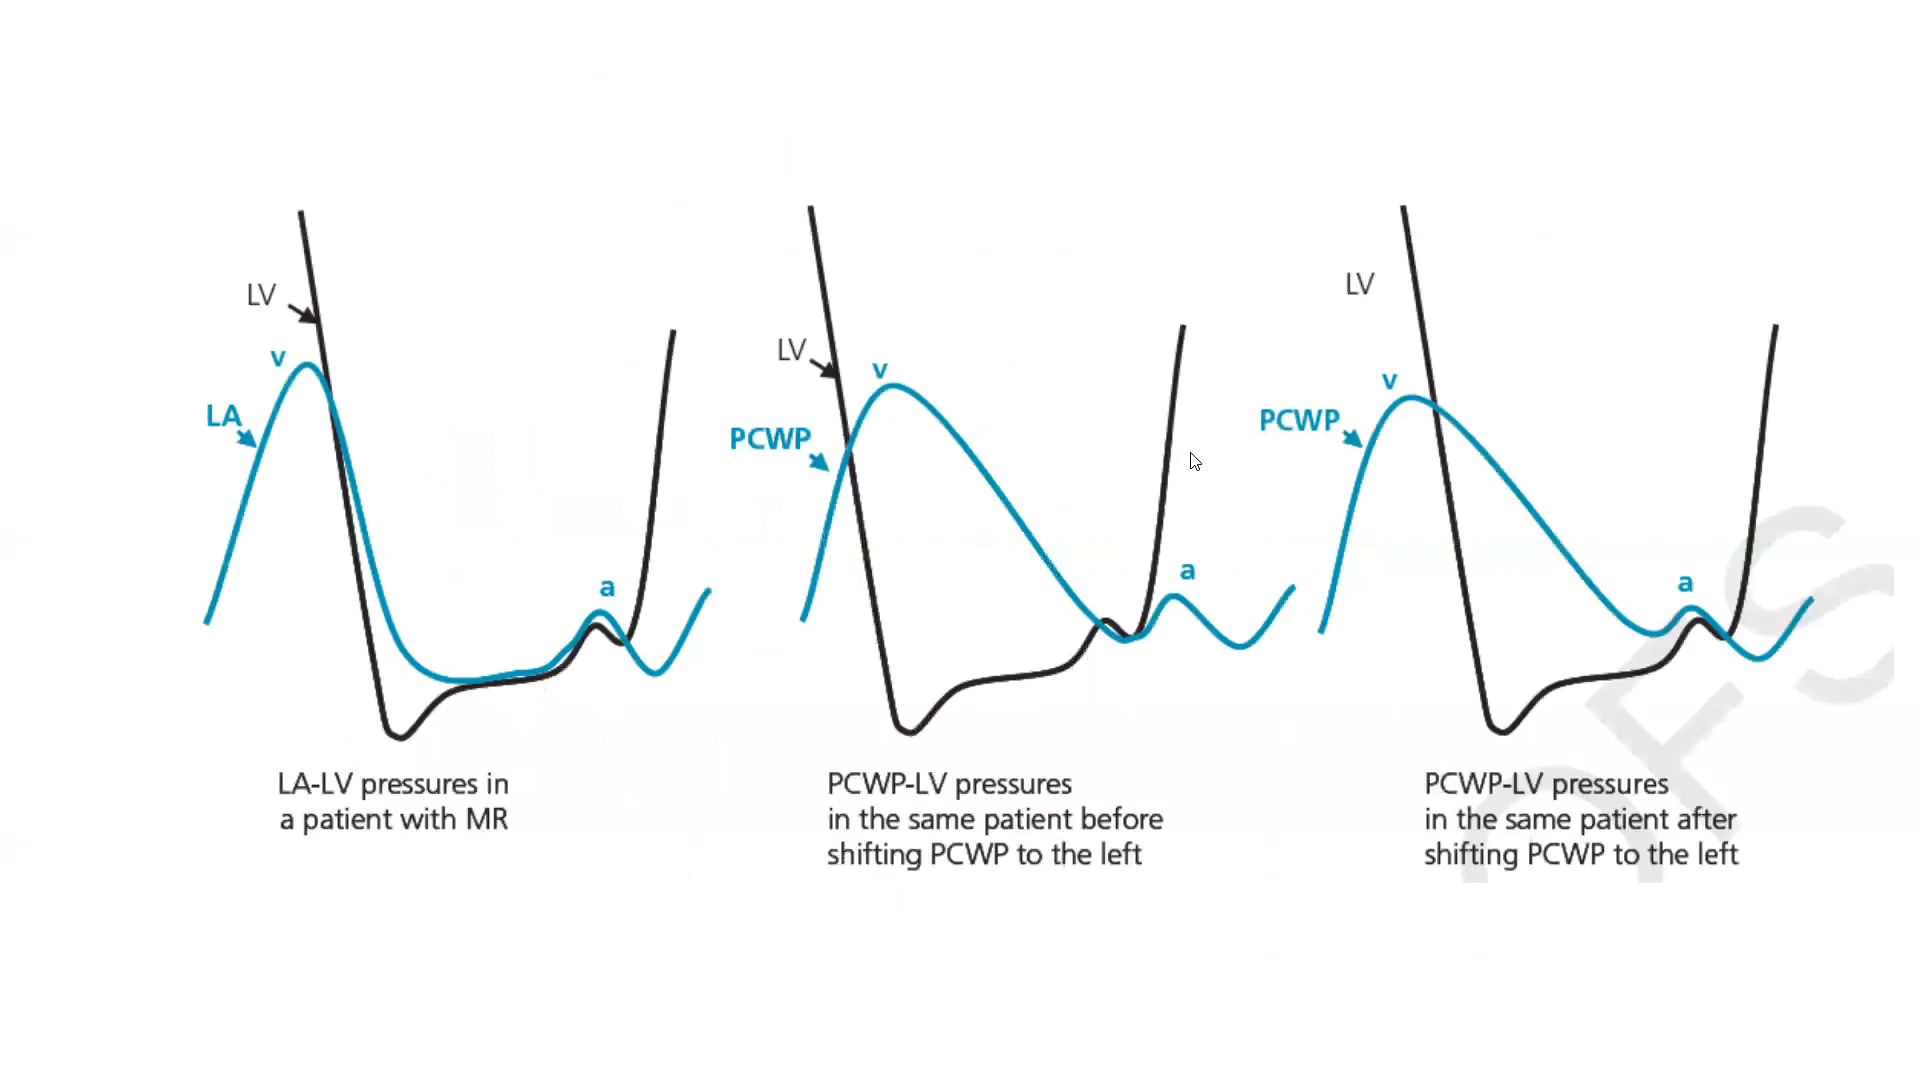 LV
v
LA
a
LA-LV pressures in
a patient with MR
LV
v
PCWP
a
PCWP-LV pressures
in the same patient before
shifting PCWP to the left
LV
v
PCWP
a
PCWP-LV pressures
in the same patient after
shifting PCWP to the left